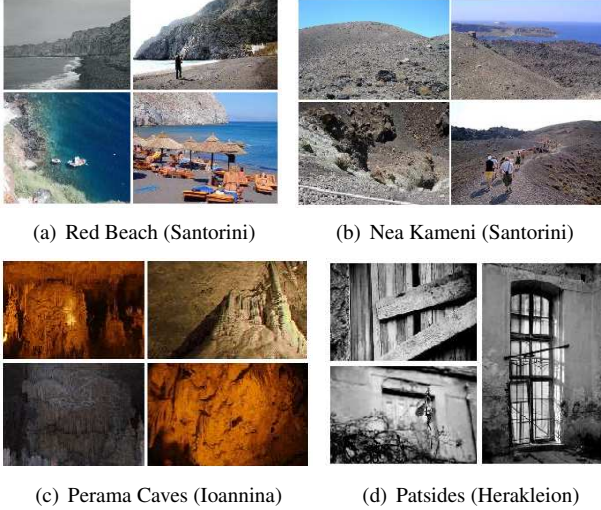 (a) Red Beach (Santorini)
(b) Nea Kameni (Santorini)
(c) Perama Caves (Ioannina)
(d) Patsides (Herakleion)